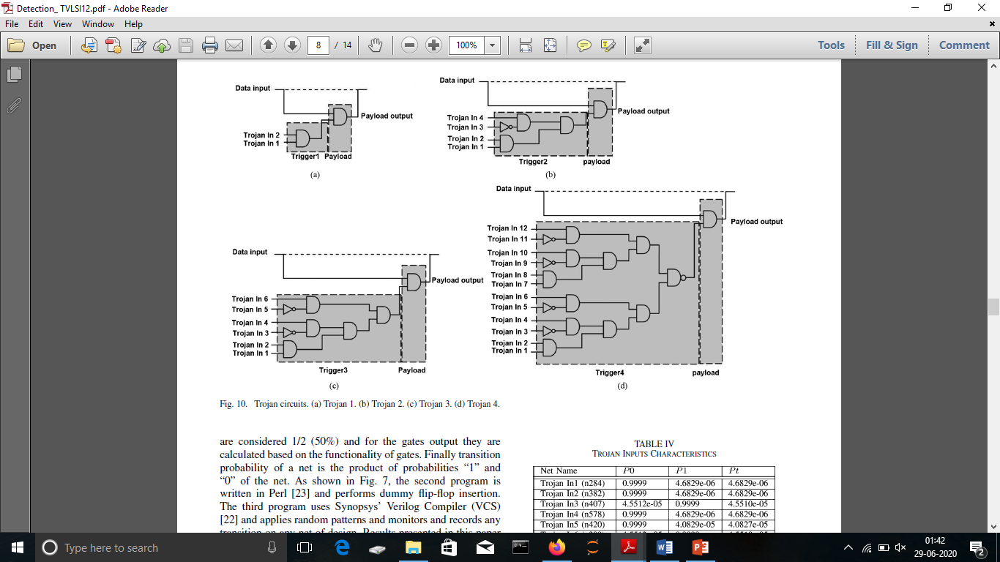 Detection_ TVLSI12.pdf - Adobe Reader
File Edit View Window Help
Open 8 / 14 100% Tools Fill & Sign Comment
Data input
Payload output
Trojan In 2
Trojan In 1
Trigger1 Payload
(a)
Data input
Payload output
Trojan In 4
Trojan In 3
Trojan In 2
Trojan In 1
Trigger2 payload
(b)
Data input
Payload output
Trojan In 6
Trojan In 5
Trojan In 4
Trojan In 3
Trojan In 2
Trojan In 1
Trigger3 Payload
(c)
Data input
Payload output
Trojan In 12
Trojan In 11
Trojan In 10
Trojan In 9
Trojan In 8
Trojan In 7
Trojan In 6
Trojan In 5
Trojan In 4
Trojan In 3
Trojan In 2
Trojan In 1
Trigger4 payload
(d)
Fig. 10. Trojan circuits. (a) Trojan 1. (b) Trojan 2. (c) Trojan 3. (d) Trojan 4.
are considered 1/2 (50%) and for the gates output they are
calculated based on the functionality of gates. Finally transition
probability of a net is the product of probabilities “1” and
“0” of the net. As shown in Fig. 7, the second program is
written in Perl [23] and performs dummy flip-flop insertion.
The third program uses Synopsys’ Verilog Compiler (VCS)
[22] and applies random patterns and monitors and records any
transition on any net of design. Results presented in this paper
TABLE IV
TROJAN INPUTS CHARACTERISTICS
Net Name P0 P1 Pt
Trojan In1 (n284) 0.9999 4.6829e-06 4.6829e-06
Trojan In2 (n382) 0.9999 4.6829e-06 4.6829e-06
Trojan In3 (n407) 4.5512e-05 0.9999 4.5510e-05
Trojan In4 (n578) 0.9999 4.6829e-06 4.6829e-06
Trojan In5 (n420) 0.9999 4.0829e-05 4.0827e-05
Type here to search
01:42
29-06-2020
2